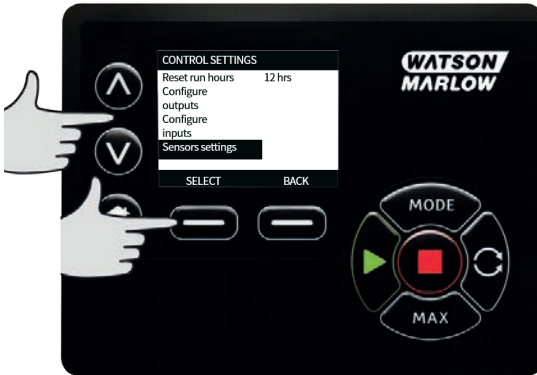 CONTROL SETTINGS
Reset run hours 12 hrs
Configure
outputs
Configure
inputs
Sensors settings
SELECT BACK
WATSON
MARLOW
MODE
MAX